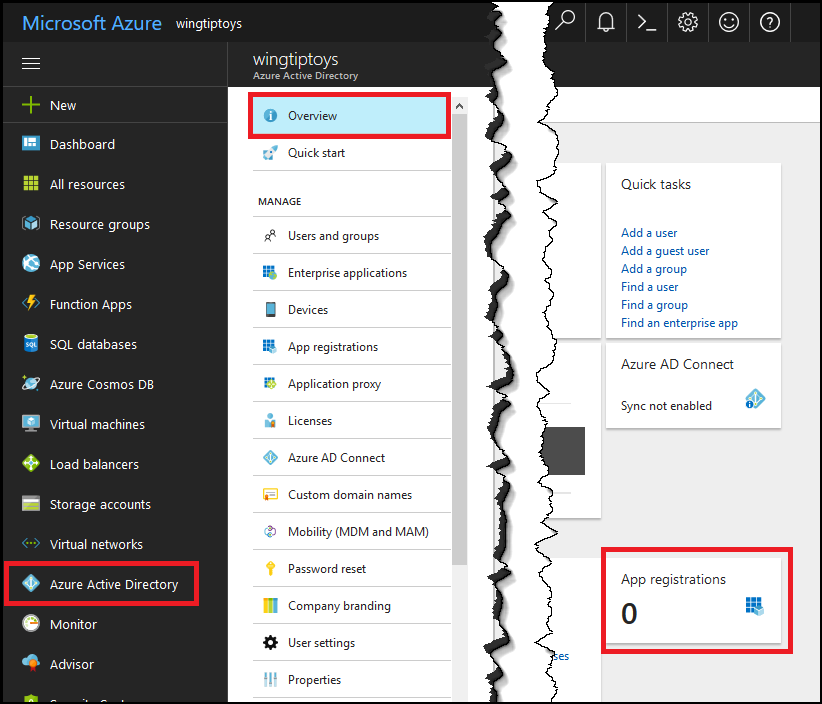 Microsoft Azure wingtiptoys
wingtiptoys
Azure Active Directory
New
Dashboard
All resources
Resource groups
App Services
Function Apps
SQL databases
Azure Cosmos DB
Virtual machines
Load balancers
Storage accounts
Virtual networks
Azure Active Directory
Monitor
Advisor
Overview
Quick start
MANAGE
Users and groups
Enterprise applications
Devices
App registrations
Application proxy
Licenses
Azure AD Connect
Custom domain names
Mobility (MDM and MAM)
Password reset
Company branding
User settings
Properties
Quick tasks
Add a user
Add a guest user
Add a group
Find a user
Find a group
Find an enterprise app
Azure AD Connect
Sync not enabled
App registrations
0